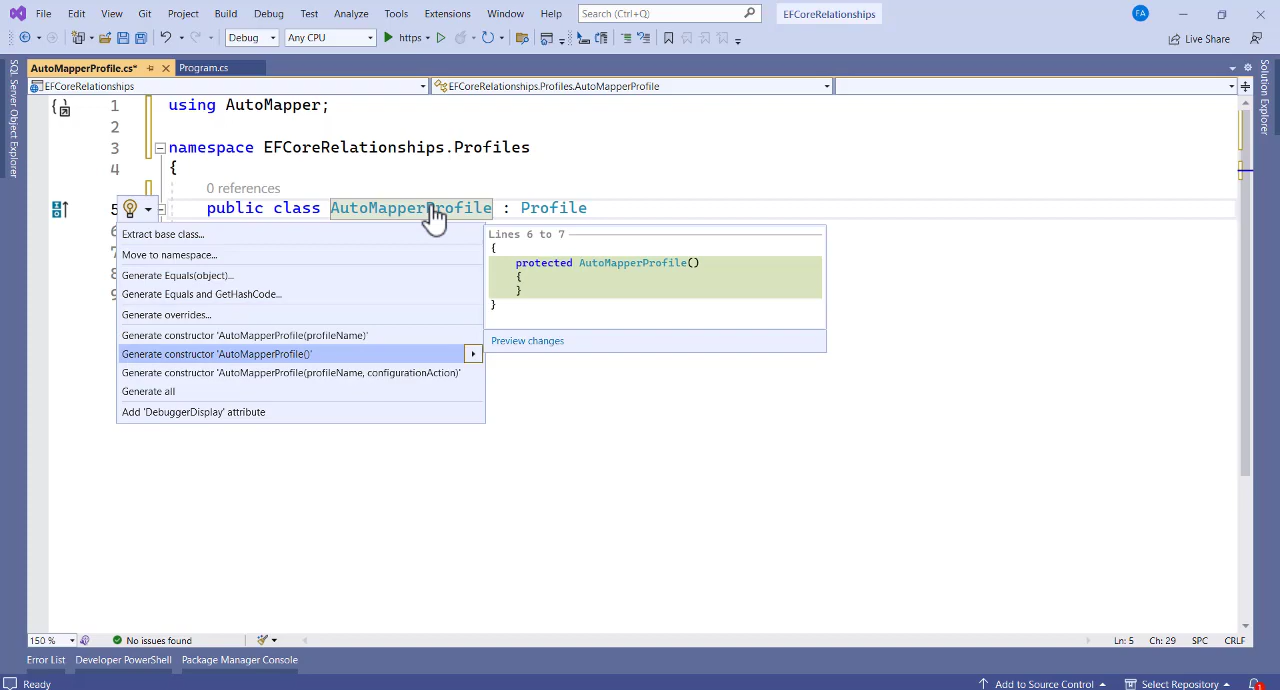 File Edit View Git Project Build Debug Test Analyze Tools Extensions Window Help Search (Ctrl+Q) EFCoreRelationships FA
Debug Any CPU https Live Share
AutoMapperProfile.cs* Program.cs
EFCoreRelationships EFCoreRelationships.Profiles.AutoMapperProfile
SQL Server Object Explorer
Solution Explorer
1 using AutoMapper;
2
3 namespace EFCoreRelationships.Profiles
4 {
0 references
5 public class AutoMapperProfile : Profile
Extract base class...
Move to namespace...
Generate Equals(object)...
Generate Equals and GetHashCode...
Generate overrides...
Generate constructor 'AutoMapperProfile(profileName)'
Generate constructor 'AutoMapperProfile()'
Generate constructor 'AutoMapperProfile(profileName, configurationAction)'
Generate all
Add 'DebuggerDisplay' attribute
Lines 6 to 7
{
protected AutoMapperProfile()
{
}
}
Preview changes
150 % No issues found Ln: 5 Ch: 29 SPC CRLF
Error List Developer PowerShell Package Manager Console
Ready Add to Source Control Select Repository 1